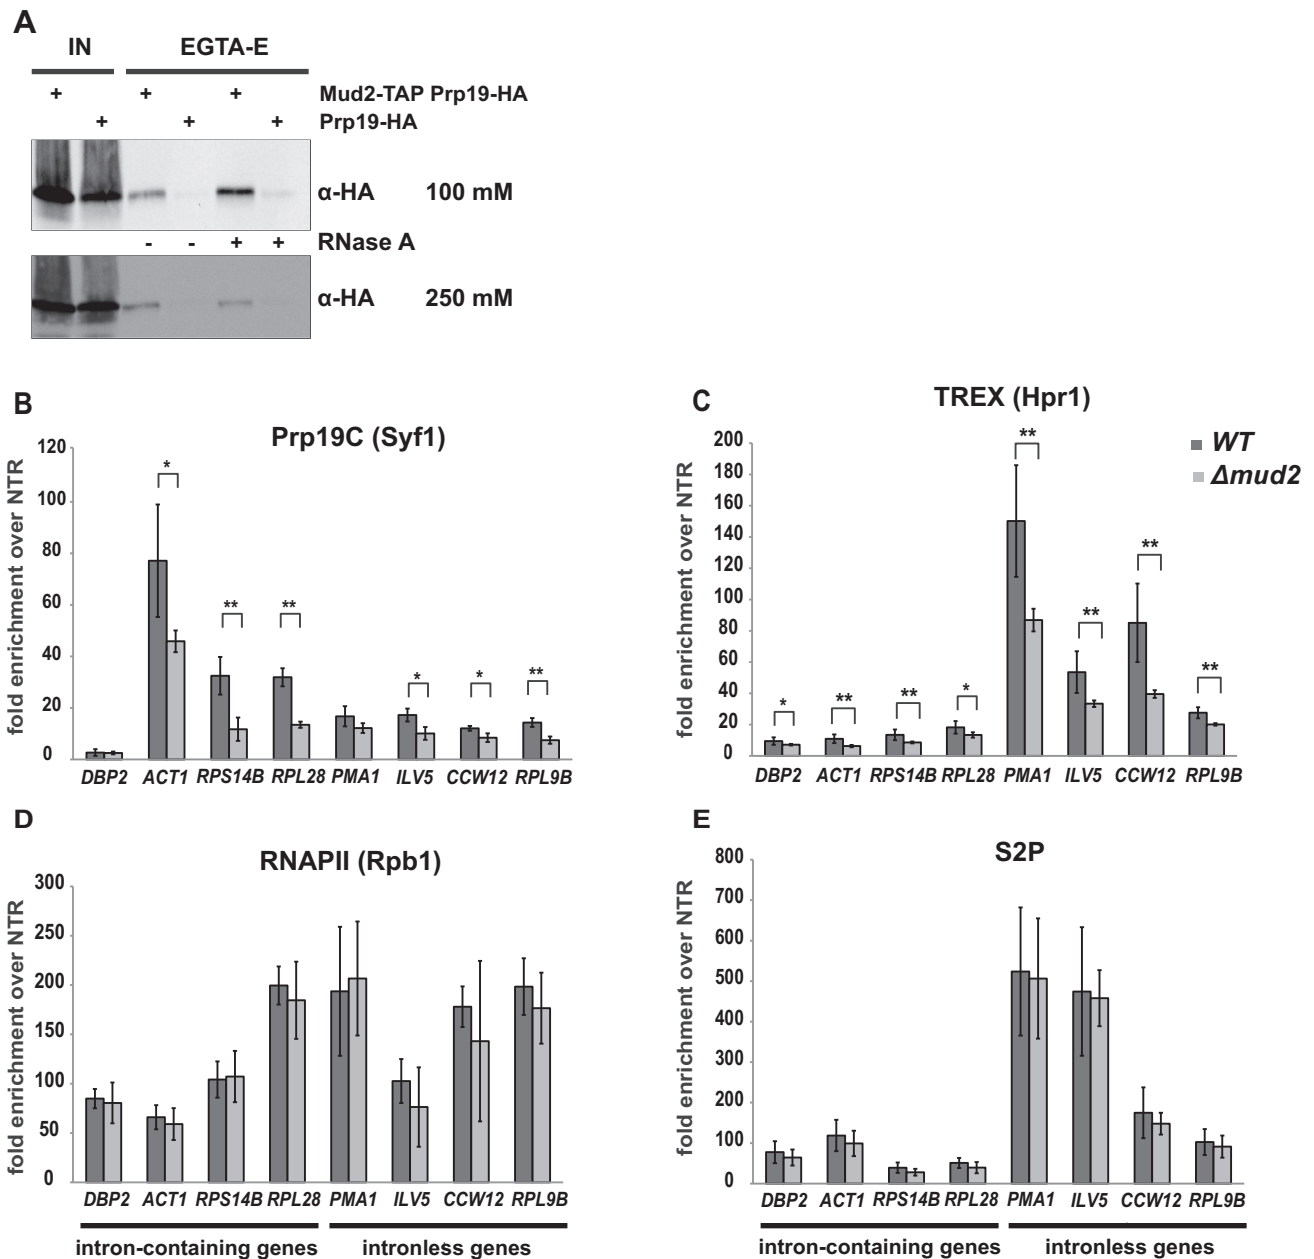 A
IN EGTA-E
+ + + Mud2-TAP Prp19-HA
+ + + Prp19-HA
α-HA 100 mM
- - + + RNase A
α-HA 250 mM
B
Prp19C (Syf1)
fold enrichment over NTR
120
100
80
60
40
20
0
* ** ** * * **
DBP2 ACT1 RPS14B RPL28 PMA1 ILV5 CCW12 RPL9B
C
TREX (Hpr1)
WT
Δmud2
fold enrichment over NTR
200
180
160
140
120
100
80
60
40
20
0
* ** ** * ** ** ** **
DBP2 ACT1 RPS14B RPL28 PMA1 ILV5 CCW12 RPL9B
D
RNAPII (Rpb1)
fold enrichment over NTR
300
250
200
150
100
50
0
DBP2 ACT1 RPS14B RPL28 PMA1 ILV5 CCW12 RPL9B
intron-containing genes intronless genes
E
S2P
fold enrichment over NTR
800
700
600
500
400
300
200
100
0
DBP2 ACT1 RPS14B RPL28 PMA1 ILV5 CCW12 RPL9B
intron-containing genes intronless genes